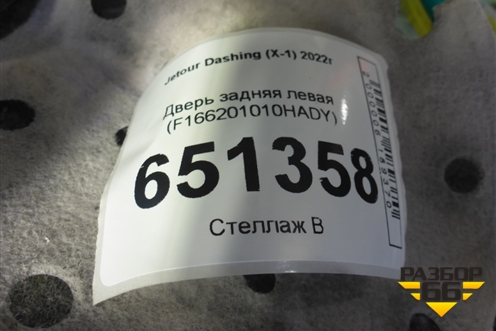 Jetour Dashing (X-1) 2022г
Дверь задняя левая
(F166201010HADY)
651358
Стеллаж В
РАЗБОР
66